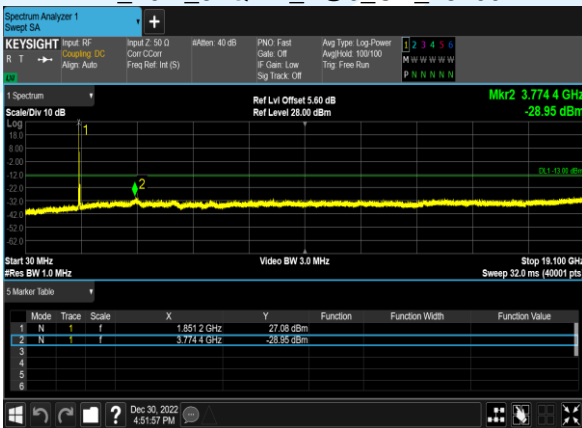 Spectrum Analyzer 1
Swept SA
+
KEYSIGHT
R T
LW
Input: RF
Coupling: DC
Align: Auto
Input Z: 50 Ω
Corr CCorr
Freq Ref: Int (S)
#Atten: 40 dB
PNO: Fast
Gate: Off
IF Gain: Low
Sig Track: Off
Avg Type: Log-Power
Avg|Hold: 100/100
Trig: Free Run
1 2 3 4 5 6
M W W W W W
P N N N N N
1 Spectrum
Scale/Div 10 dB
Ref Lvl Offset 5.60 dB
Ref Level 28.00 dBm
Mkr2 3.774 4 GHz
-28.95 dBm
Log
18.0
8.00
-2.00
-12.0
-22.0
-32.0
-42.0
-52.0
-62.0
1
2
DL1 -13.00 dBm
Start 30 MHz
#Res BW 1.0 MHz
Video BW 3.0 MHz
Stop 19.100 GHz
Sweep 32.0 ms (40001 pts)
5 Marker Table
Mode Trace Scale X Y Function Function Width Function Value
1 N 1 f 1.851 2 GHz 27.08 dBm
2 N 1 f 3.774 4 GHz -28.95 dBm
3
4
5
6
?
Dec 30, 2022
4:51:57 PM